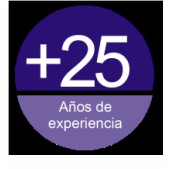 +25
Años de
experiencia